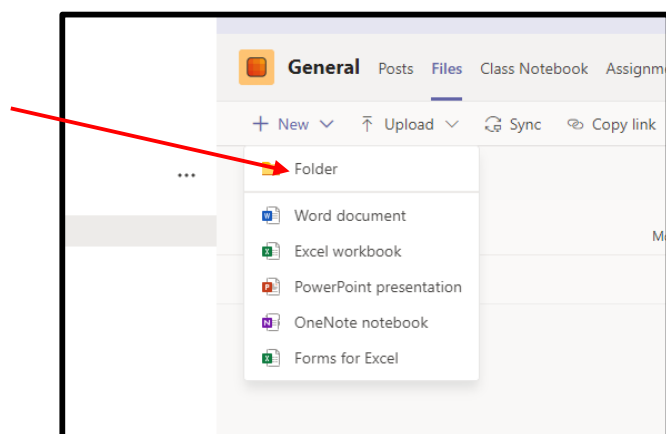 General Posts Files Class Notebook Assignm
New Upload Sync Copy link
Folder
Word document
Mo
Excel workbook
PowerPoint presentation
OneNote notebook
Forms for Excel